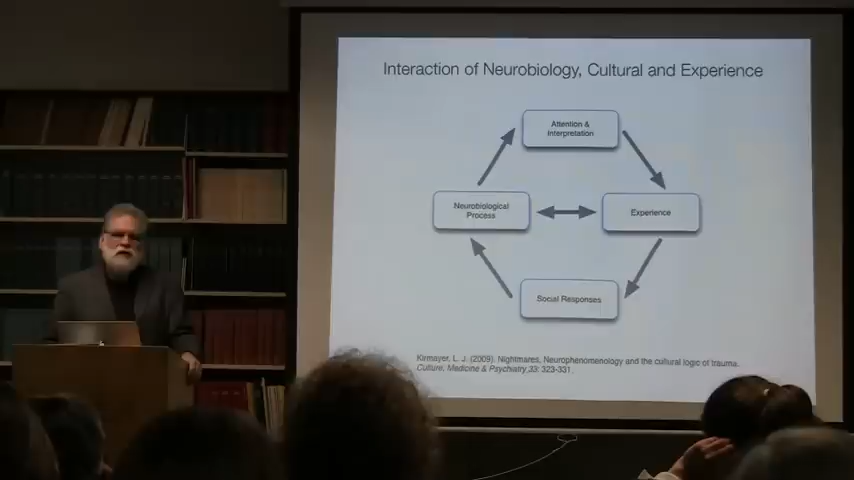 Interaction of Neurobiology, Cultural and Experience
Attention &
Interpretation
Neurobiological
Process
Experience
Social Responses
Kirmayer, L. J. (2009). Nightmares, Neurophenomenology and the cultural logic of trauma.
Culture, Medicine & Psychiatry,33: 323-331.